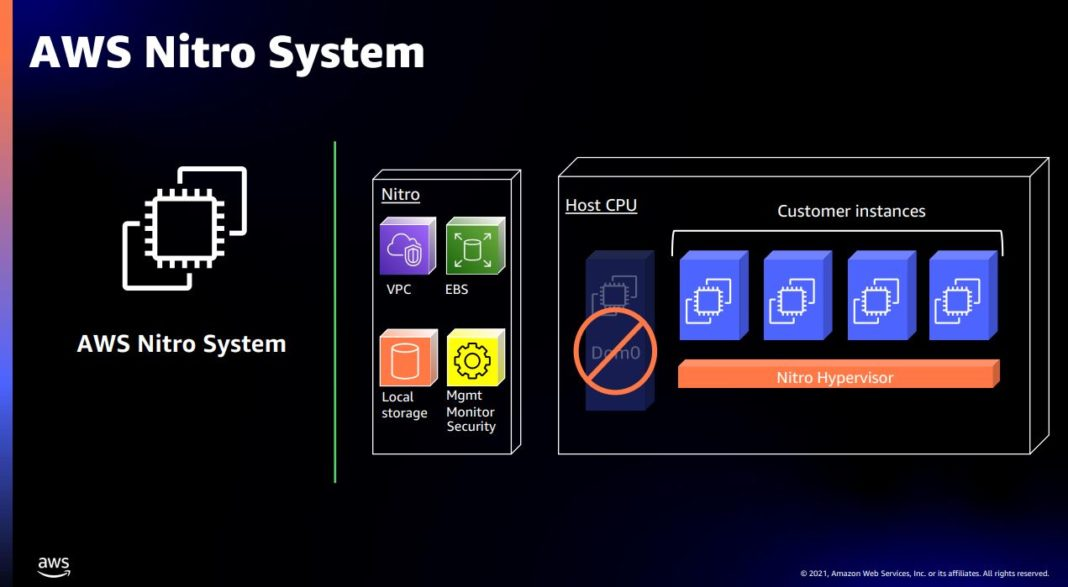 AWS Nitro System
AWS Nitro System
Nitro
VPC
EBS
Local
storage
Mgmt
Monitor
Security
Host CPU
Customer instances
Dom0
Nitro Hypervisor
aws
© 2021, Amazon Web Services, Inc. or its affiliates. All rights reserved.